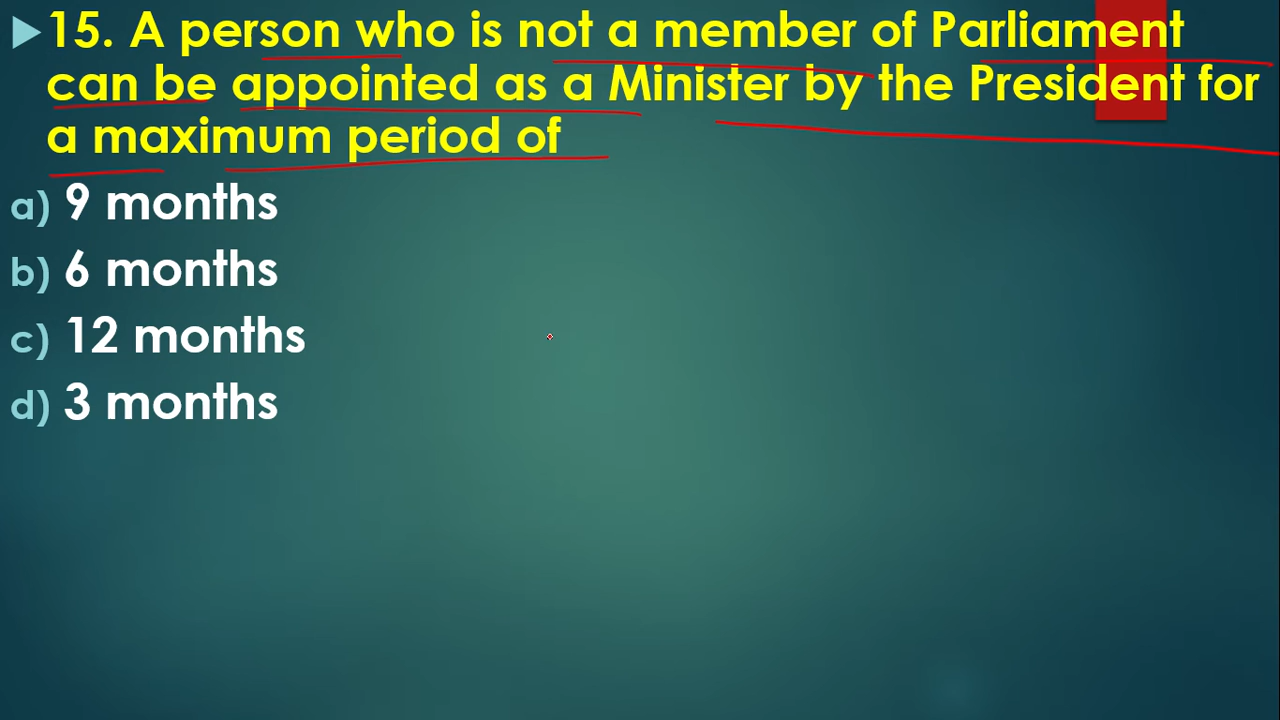 15. A person who is not a member of Parliament
can be appointed as a Minister by the President for
a maximum period of
a) 9 months
b) 6 months
c) 12 months
d) 3 months